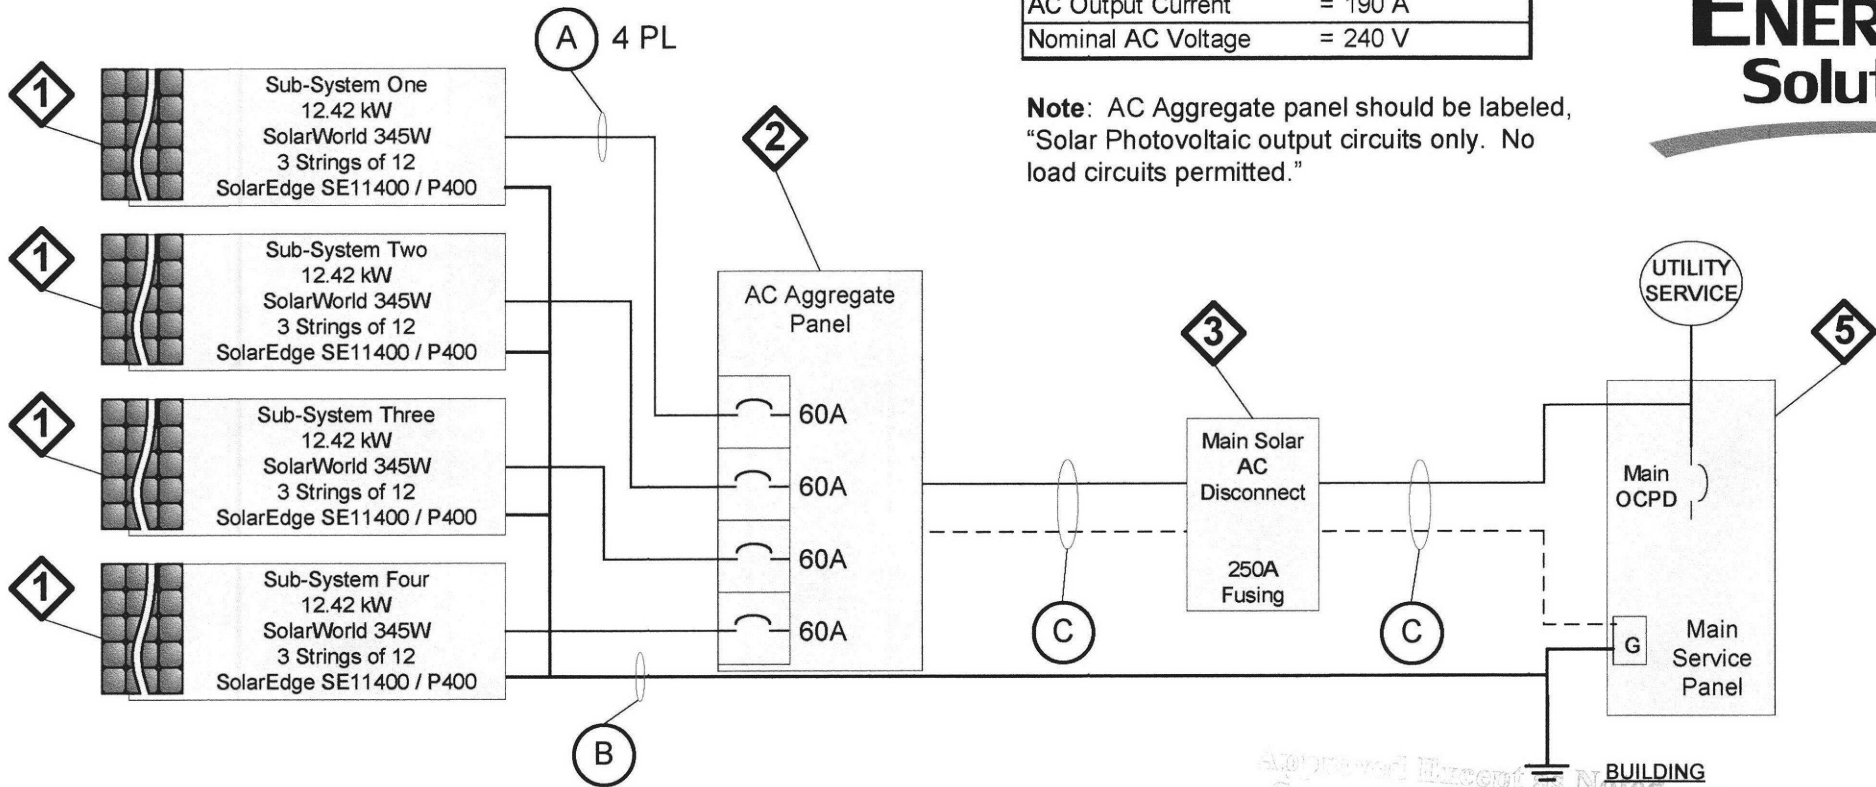 A 4 PL
AC Output Current = 190 A
Nominal AC Voltage = 240 V
Note: AC Aggregate panel should be labeled,
“Solar Photovoltaic output circuits only. No
load circuits permitted.”
1
Sub-System One
12.42 kW
SolarWorld 345W
3 Strings of 12
SolarEdge SE11400 / P400
1
Sub-System Two
12.42 kW
SolarWorld 345W
3 Strings of 12
SolarEdge SE11400 / P400
1
Sub-System Three
12.42 kW
SolarWorld 345W
3 Strings of 12
SolarEdge SE11400 / P400
1
Sub-System Four
12.42 kW
SolarWorld 345W
3 Strings of 12
SolarEdge SE11400 / P400
B
2
AC Aggregate
Panel
60A
60A
60A
60A
C
3
Main Solar
AC
Disconnect
250A
Fusing
C
UTILITY
SERVICE
5
Main
OCPD
G
Main
Service
Panel
Approved Except as Noted
BUILDING